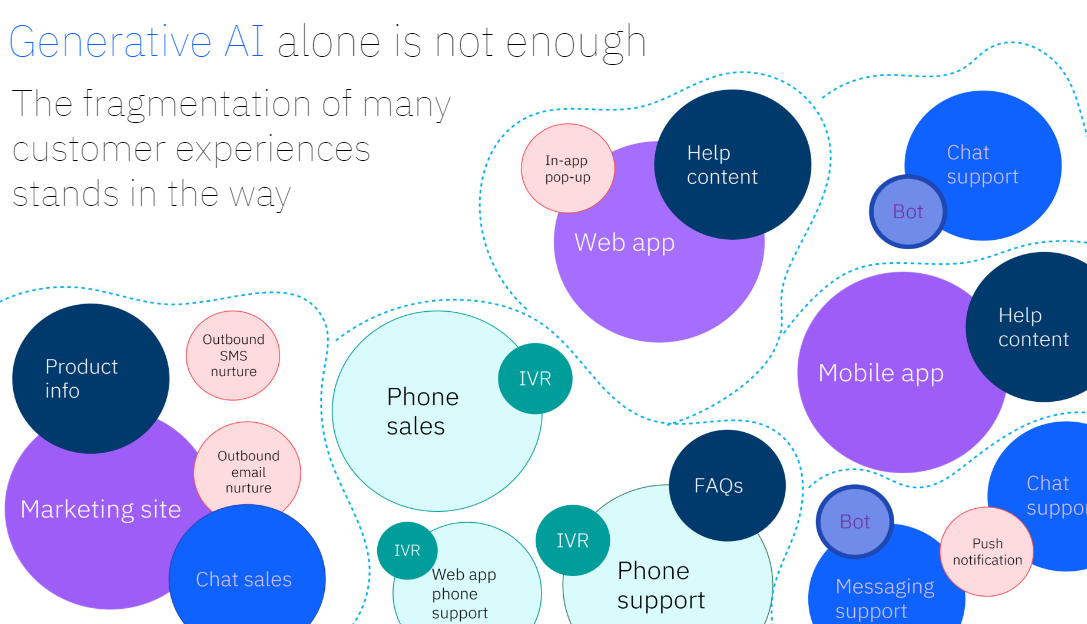 Generative AI alone is not enough
The fragmentation of many
customer experiences
stands in the way
In-app
pop-up
Help
content
Web app
Chat
support
Bot
Help
content
Mobile app
Product
info
Outbound
SMS
nurture
Outbound
email
nurture
Marketing site
Chat sales
Phone
sales
IVR
IVR
Web app
phone
support
IVR
FAQs
Phone
support
Bot
Chat
suppo
Push
notification
Messaging
support